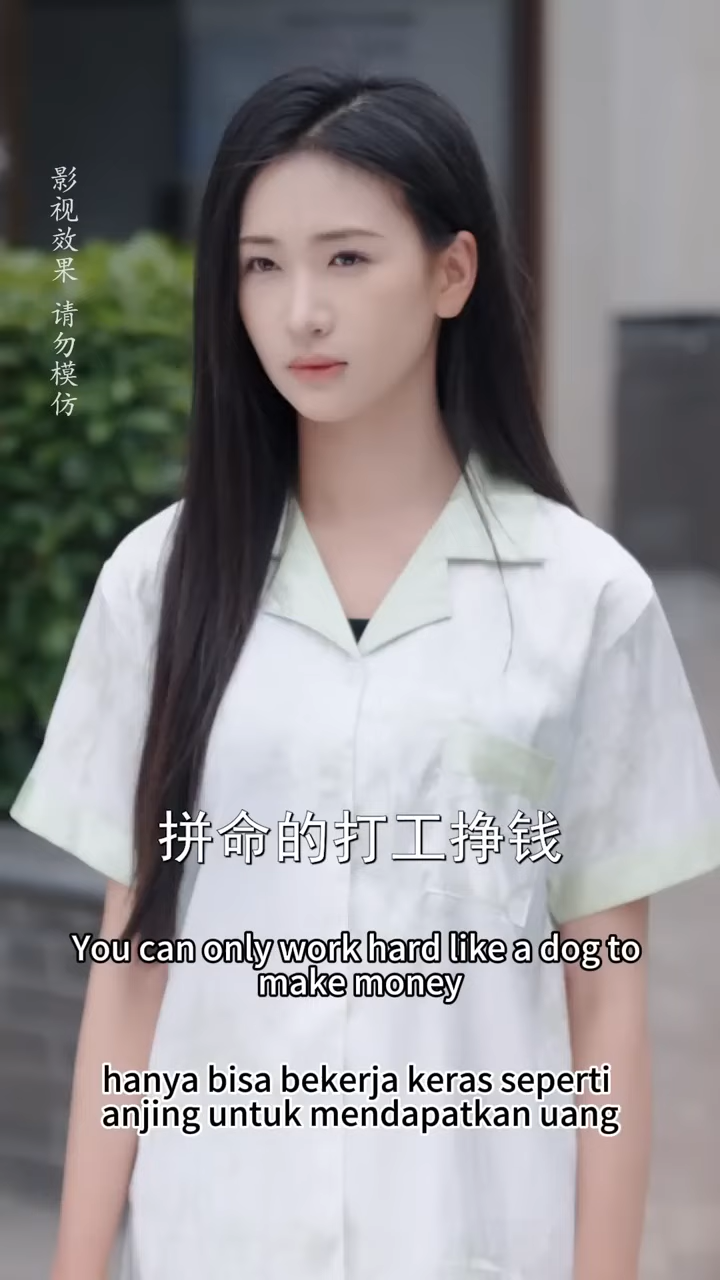 影视效果 请勿模仿
拼命的打工挣钱
You can only work hard like a dog to
make money
hanya bisa bekerja keras seperti
anjing untuk mendapatkan uang